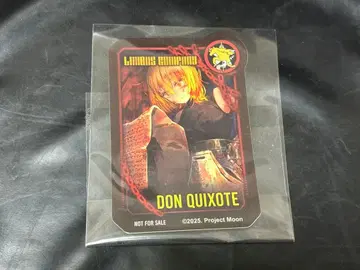 LIMBUS COMPANY
DON QUIXOTE
NOT FOR SALE
©2025. Project Moon